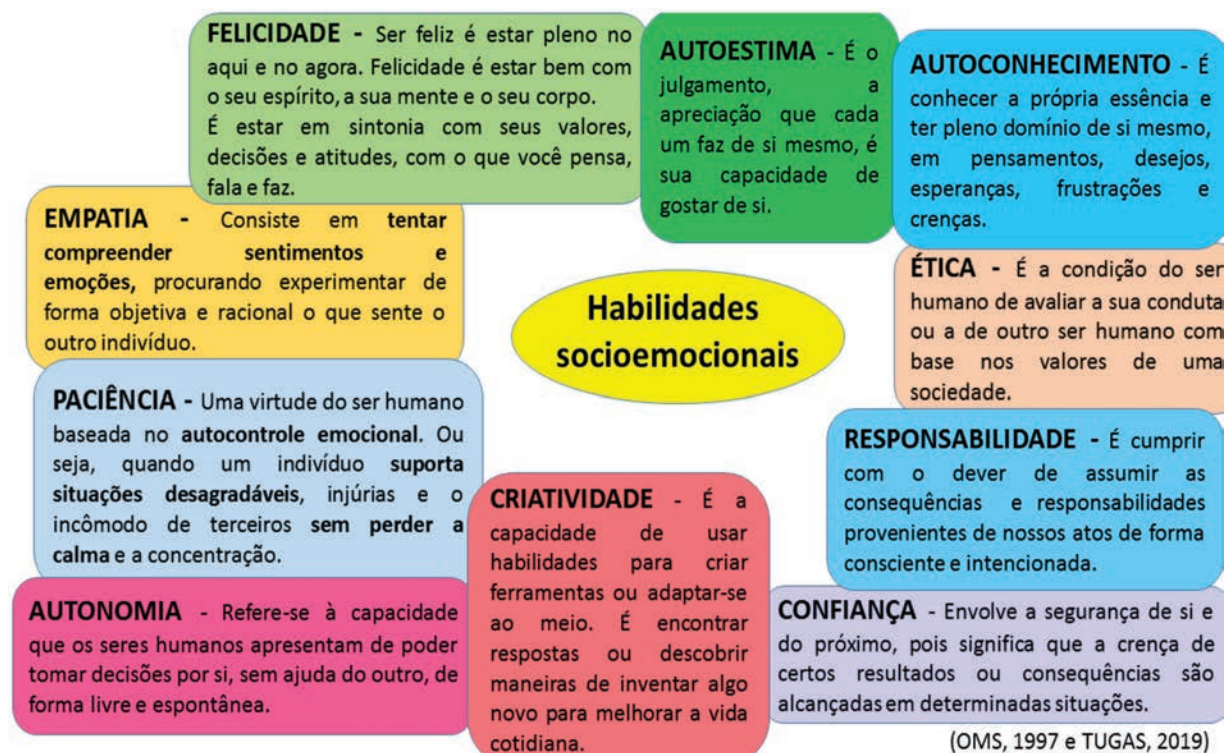 FELICIDADE - Ser feliz é estar pleno no
aqui e no agora. Felicidade é estar bem com
o seu espírito, a sua mente e o seu corpo.
É estar em sintonia com seus valores,
decisões e atitudes, com o que você pensa,
fala e faz.
AUTOESTIMA - É o
julgamento, a
apreciação que cada
um faz de si mesmo, é
sua capacidade de
gostar de si.
AUTOCONHECIMENTO - É
conhecer a própria essência e
ter pleno domínio de si mesmo,
em pensamentos, desejos,
esperanças, frustrações e
crenças.
EMPATIA - Consiste em tentar
compreender sentimentos e
emoções, procurando experimentar de
forma objetiva e racional o que sente o
outro indivíduo.
Habilidades
socioemocionais
ÉTICA - É a condição do ser
humano de avaliar a sua conduta
ou a de outro ser humano com
base nos valores de uma
sociedade.
PACIÊNCIA - Uma virtude do ser humano
baseada no autocontrole emocional. Ou
seja, quando um indivíduo suporta
situações desagradáveis, injúrias e o
incômodo de terceiros sem perder a
calma e a concentração.
CRIATIVIDADE - É a
capacidade de usar
habilidades para criar
ferramentas ou adaptar-se
ao meio. É encontrar
respostas ou descobrir
maneiras de inventar algo
novo para melhorar a vida
cotidiana.
RESPONSABILIDADE - É cumprir
com o dever de assumir as
consequências e responsabilidades
provenientes de nossos atos de forma
consciente e intencionada.
AUTONOMIA - Refere-se à capacidade
que os seres humanos apresentam de poder
tomar decisões por si, sem ajuda do outro, de
forma livre e espontânea.
CONFIANÇA - Envolve a segurança de si e
do próximo, pois significa que a crença de
certos resultados ou consequências são
alcançadas em determinadas situações.
(OMS, 1997 e TUGAS, 2019)